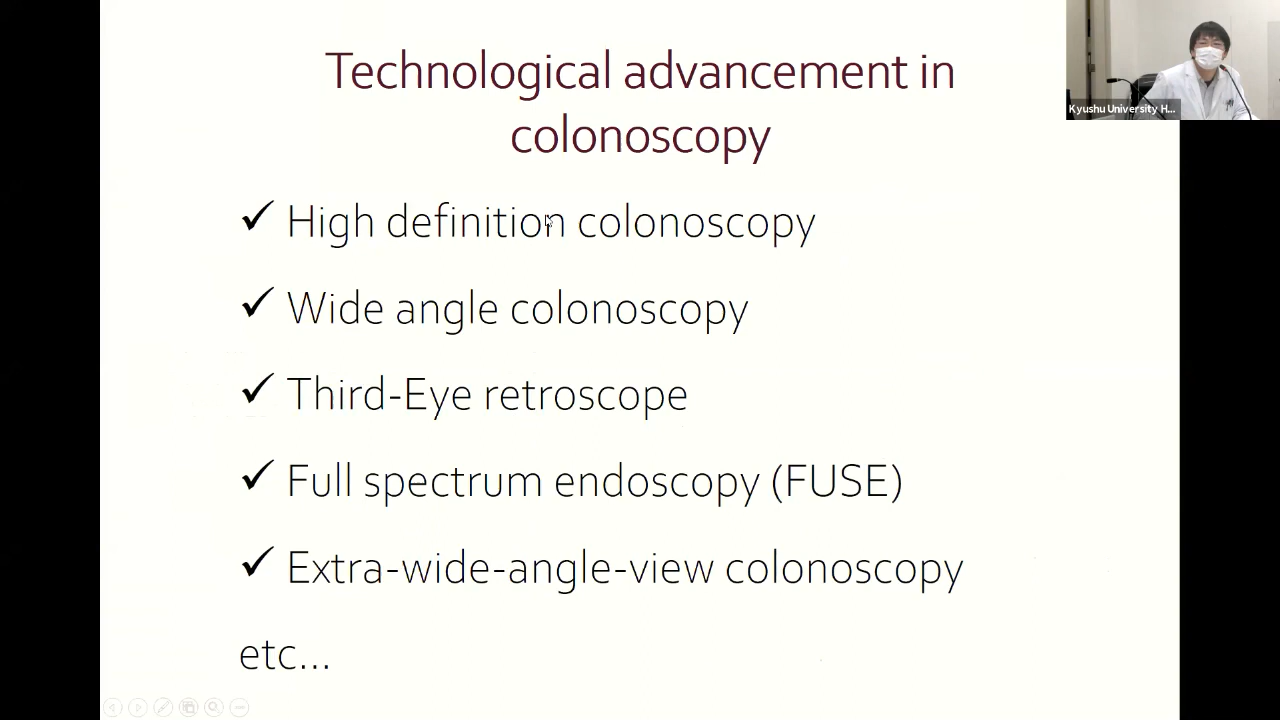 Technological advancement in
colonoscopy
✓ High definition colonoscopy
✓ Wide angle colonoscopy
✓ Third-Eye retroscope
✓ Full spectrum endoscopy (FUSE)
✓ Extra-wide-angle-view colonoscopy
etc...
Kyushu University H...